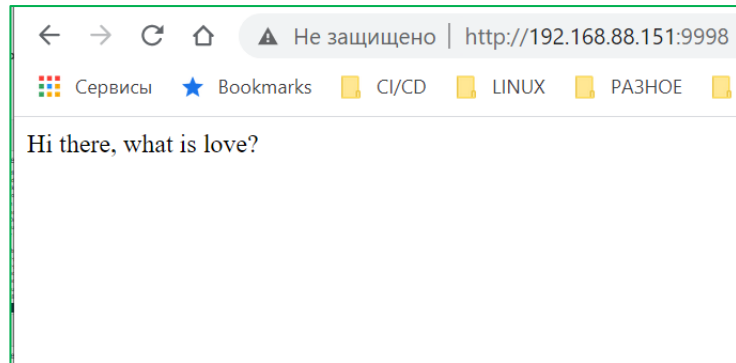 Не защищено | http://192.168.88.151:9998
Сервисы Bookmarks CI/CD LINUX РАЗНОЕ
Hi there, what is love?